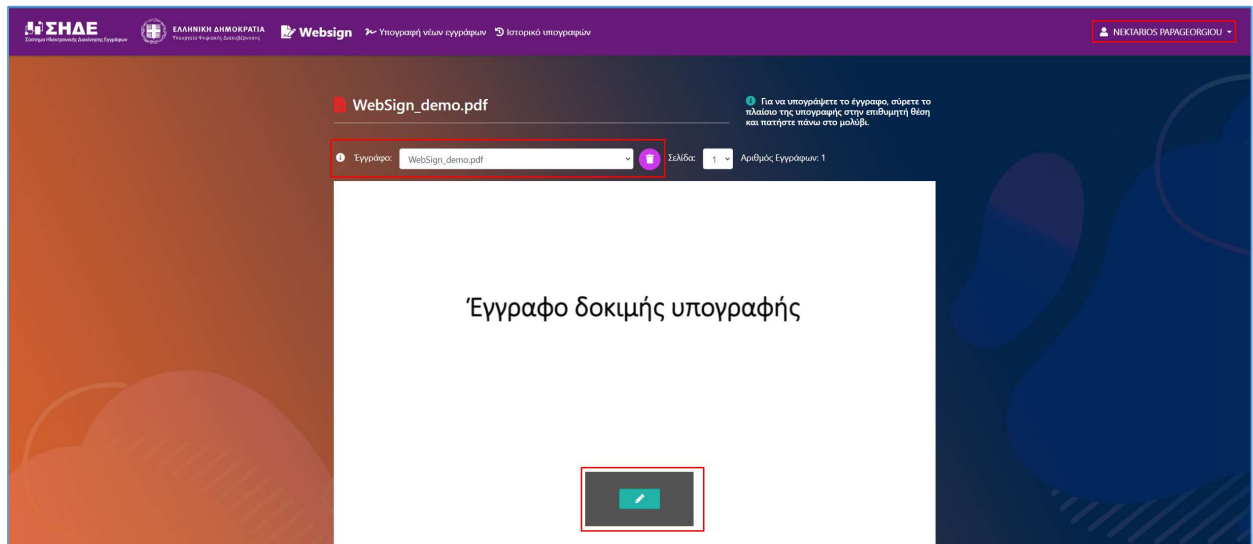 ΣΗΔΕ
Σύστημα Ηλεκτρονικής Διακίνησης Εγγράφων
ΕΛΛΗΝΙΚΗ ΔΗΜΟΚΡΑΤΙΑ
Υπουργείο Ψηφιακής Διακυβέρνησης
Websign
Υπογραφή νέων εγγράφων
Ιστορικό υπογραφών
NEKTARIOS PAPAGEORGIOU
WebSign_demo.pdf
Για να υπογράψετε το έγγραφο, σύρετε το
πλαίσιο της υπογραφής στην επιθυμητή θέση
και πατήστε πάνω στο μολύβι.
Έγγράφο: WebSign_demo.pdf Σελίδα: 1 Αριθμός Εγγράφων: 1
Έγγραφο δοκιμής υπογραφής